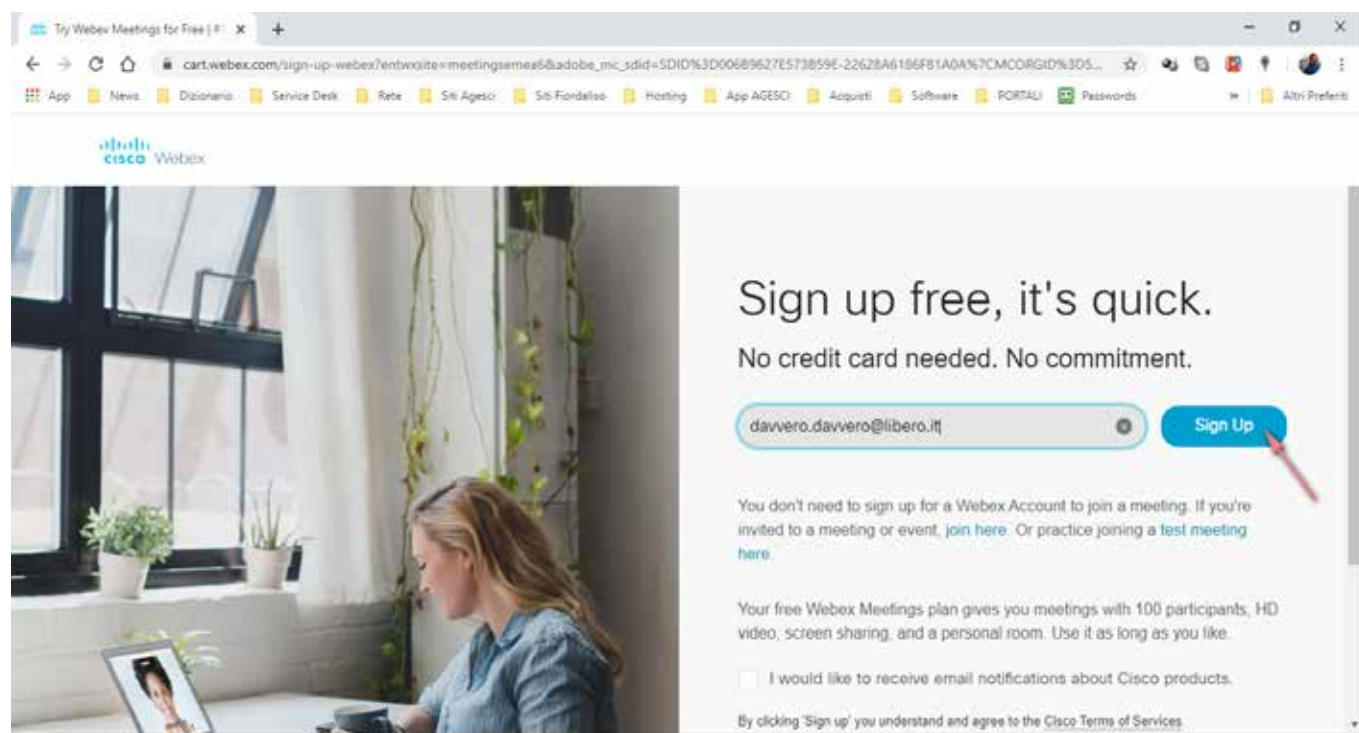 Try Webex Meetings for Free | #
cart.webex.com/sign-up-webex?entwxsite=meetingsemea6&adobe_mc_sdid=SDID%3D00689627E573B59E-22628A6186F81A0A%7CMCORGID%3D5...
App News Dizionario Service Desk Rete Siti Agesci Siti Fiordaliso Hosting App AGESCI Acquisti Software PORTALI Passwords » Altri Preferiti
CISCO Webex
Sign up free, it's quick.
No credit card needed. No commitment.
davvero.davvero@libero.it
Sign Up
You don't need to sign up for a Webex Account to join a meeting. If you're
invited to a meeting or event, join here. Or practice joining a test meeting
here.
Your free Webex Meetings plan gives you meetings with 100 participants, HD
video, screen sharing, and a personal room. Use it as long as you like.
I would like to receive email notifications about Cisco products.
By clicking 'Sign up' you understand and agree to the Cisco Terms of Services